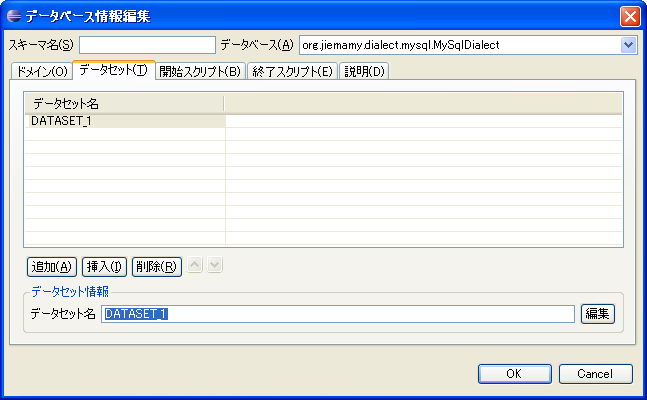 データベース情報編集
スキーマ名(S) データベース(A) org.jiemamy.dialect.mysql.MySqlDialect
ドメイン(O) データセット(T) 開始スクリプト(B) 終了スクリプト(E) 説明(D)
データセット名
DATASET_1
追加(A) 挿入(I) 削除(R)
データセット情報
データセット名 DATASET_1 編集
OK Cancel